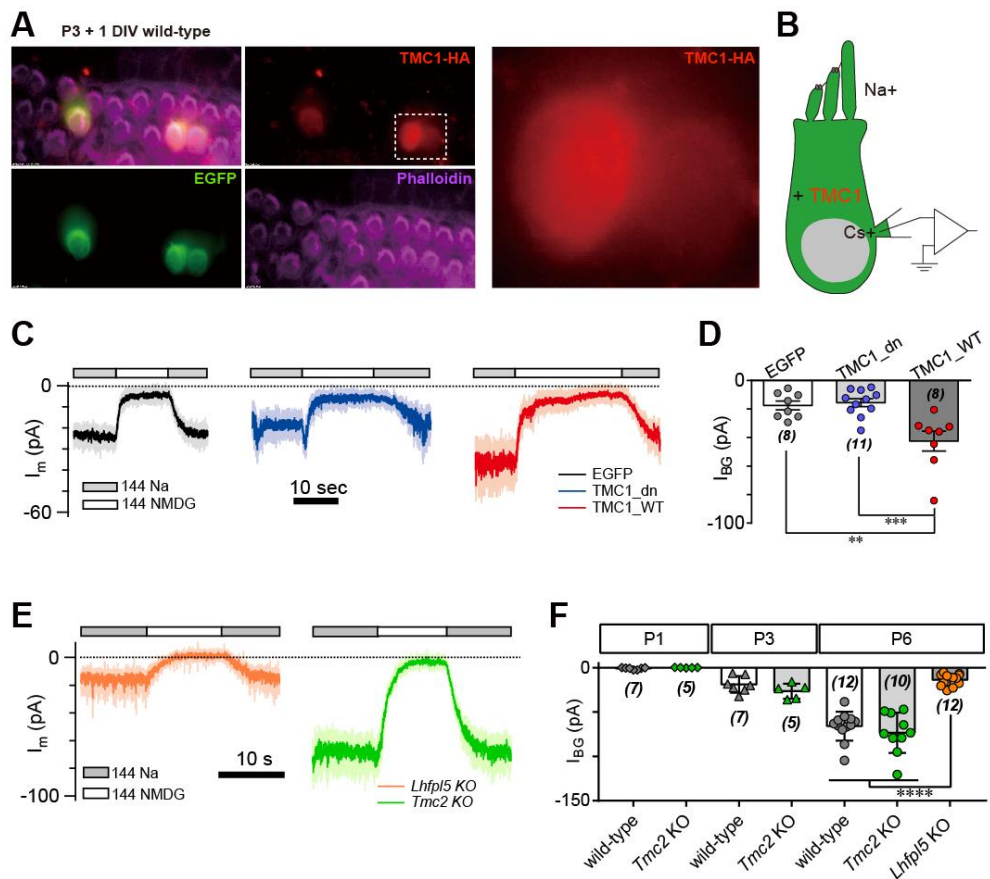 A
P3 + 1 DIV wild-type
TMC1-HA
TMC1-HA
EGFP
Phalloidin
B
Na+
+ TMC1
Cs+
C
0
-60
Im (pA)
144 Na
144 NMDG
10 sec
EGFP
TMC1_dn
TMC1_WT
D
EGFP
TMC1_dn
TMC1_WT
0
-100
IBG (pA)
(8)
(11)
(8)
***
**
E
0
-100
Im (pA)
144 Na
144 NMDG
10 s
Lhfpl5 KO
Tmc2 KO
F
P1
P3
P6
0
-150
IBG (pA)
(7)
(5)
(7)
(5)
(12)
(10)
(12)
****
wild-type
Tmc2 KO
wild-type
Tmc2 KO
wild-type
Tmc2 KO
Lhfpl5 KO